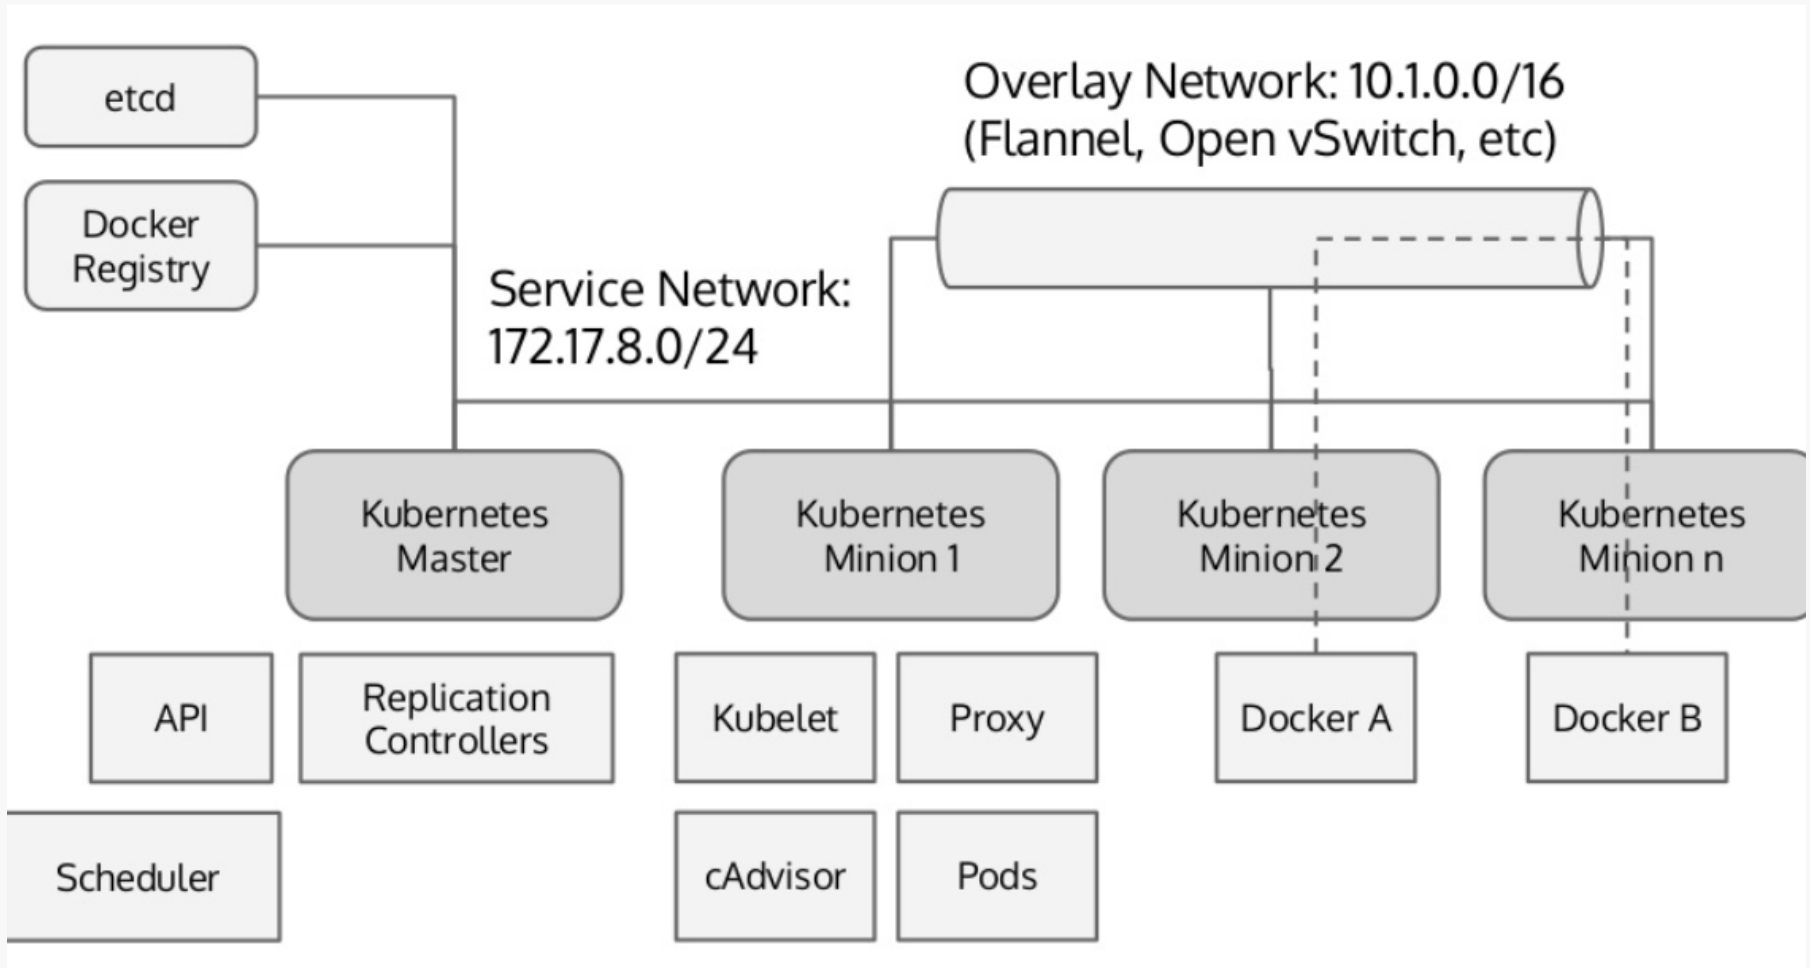 etcd
Docker
Registry
Overlay Network: 10.1.0.0/16
(Flannel, Open vSwitch, etc)
Service Network:
172.17.8.0/24
Kubernetes
Master
Kubernetes
Minion 1
Kubernetes
Minion 2
Kubernetes
Minion n
API
Replication
Controllers
Kubelet
Proxy
Docker A
Docker B
Scheduler
cAdvisor
Pods